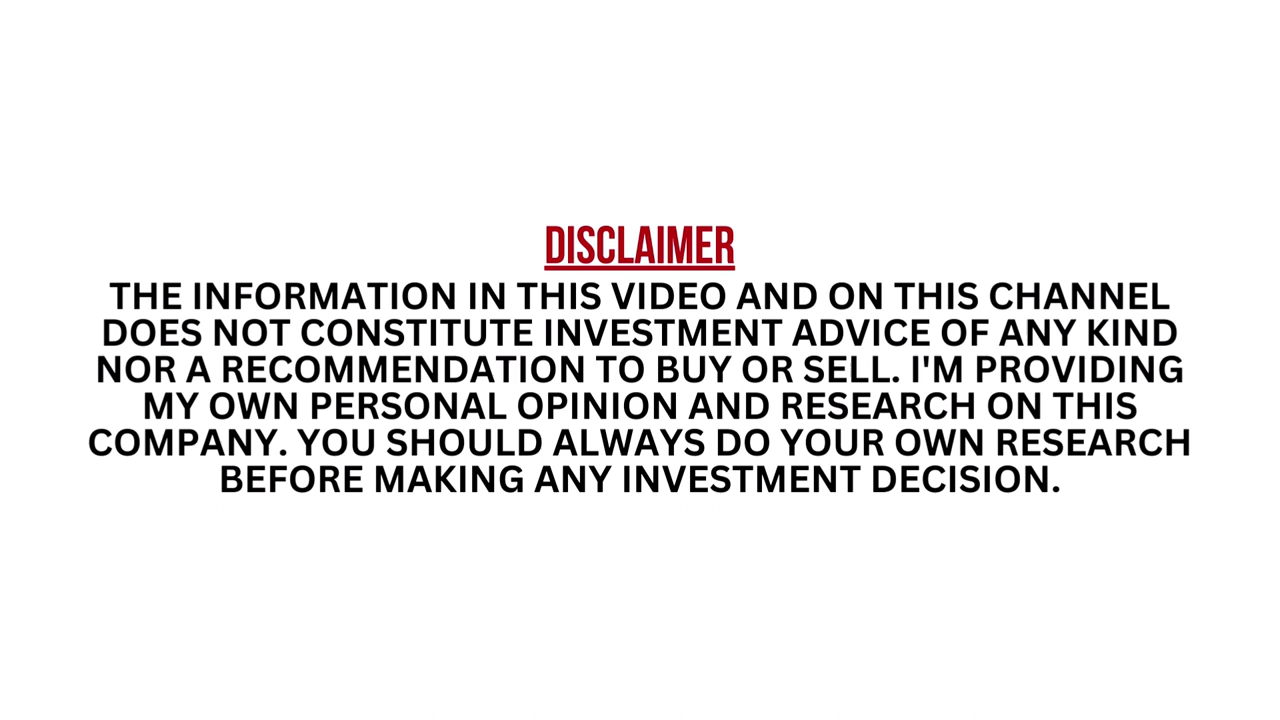 DISCLAIMER
THE INFORMATION IN THIS VIDEO AND ON THIS CHANNEL
DOES NOT CONSTITUTE INVESTMENT ADVICE OF ANY KIND
NOR A RECOMMENDATION TO BUY OR SELL. I'M PROVIDING
MY OWN PERSONAL OPINION AND RESEARCH ON THIS
COMPANY. YOU SHOULD ALWAYS DO YOUR OWN RESEARCH
BEFORE MAKING ANY INVESTMENT DECISION.